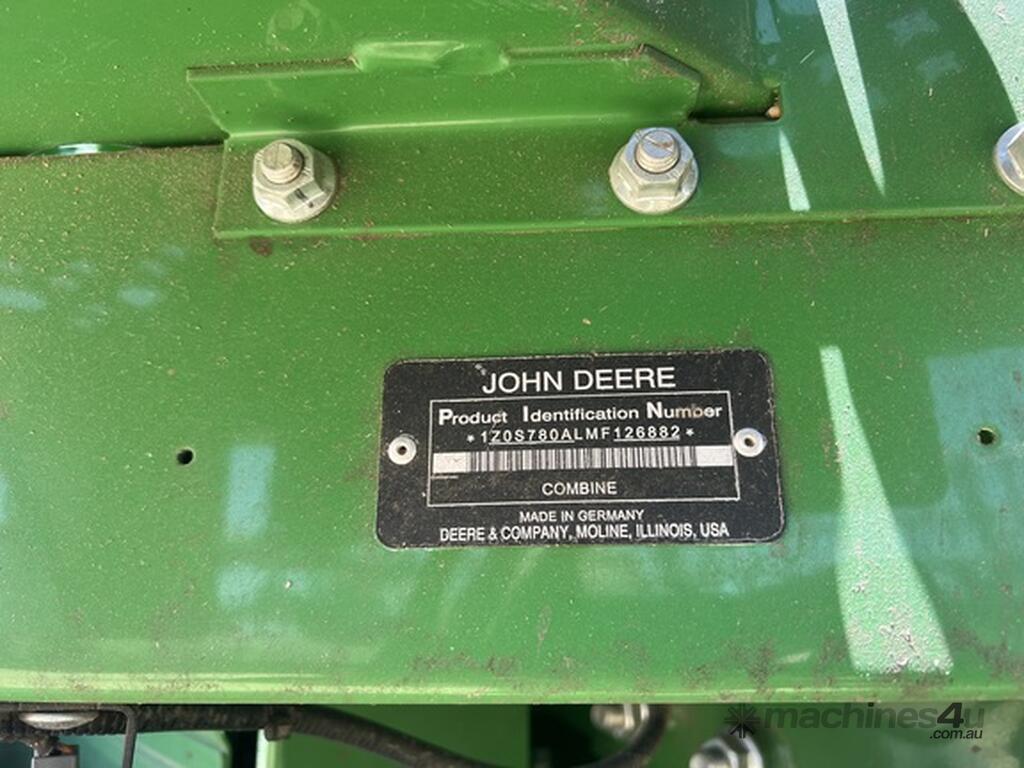 JOHN DEERE
Product Identification Number
*1Z0S780ALMF126882*
COMBINE
MADE IN GERMANY
DEERE & COMPANY, MOLINE, ILLINOIS, USA
machines4u
.com.au